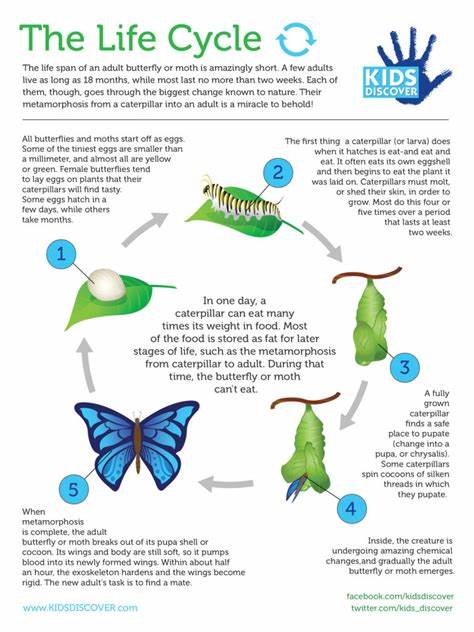 The Life Cycle
The life span of an adult butterfly or moth is amazingly short. A few adults
live as long as 18 months, while most last no more than two weeks. Each of
them, though, goes through the biggest change known to nature. Their
metamorphosis from a caterpillar into an adult is a miracle to behold!
KIDS
DISCOVER
All butterflies and moths start off as eggs.
Some of the tiniest eggs are smaller than
a millimeter, and almost all are yellow
or green. Female butterflies tend
to lay eggs on plants that their
caterpillars will find tasty.
Some eggs hatch in a
few days, while others
take months.
1
2
The first thing a caterpillar (or larva) does
when it hatches is eat-and eat and
eat. It often eats its own eggshell
and then begins to eat the plant it
was laid on. Caterpillars must molt,
or shed their skin, in order to
grow. Most do this four or
five times over a period
that lasts at least
two weeks.
In one day, a
caterpillar can eat many
times its weight in food. Most
of the food is stored as fat for later
stages of life, such as the metamorphosis
from caterpillar to adult. During that
time, the butterfly or moth
can't eat.
3
A fully
grown
caterpillar
finds a safe
place to pupate
(change into a
pupa, or chrysalis).
Some caterpillars
spin cocoons of silken
threads in which
they pupate.
4
Inside, the creature is
undergoing amazing chemical
changes,and gradually the adult
butterfly or moth emerges.
5
When
metamorphosis
is complete, the adult
butterfly or moth breaks out of its pupa shell or
cocoon. Its wings and body are still soft, so it pumps
blood into its newly formed wings. Within about half
an hour, the exoskeleton hardens and the wings become
rigid. The new adult's task is to find a mate.
www.KIDSDISCOVER.com
facebook.com/kidsdiscover
twitter.com/kids_discover